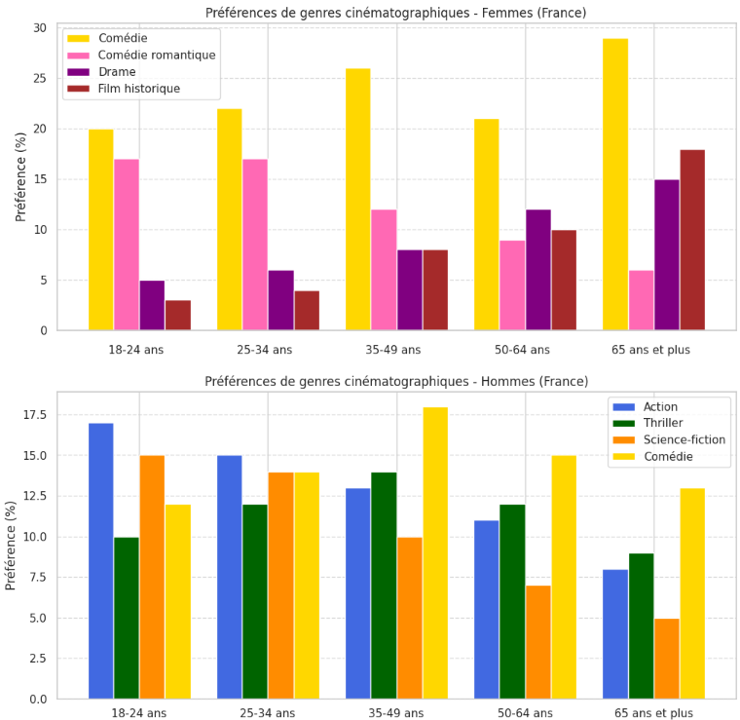 Préférences de genres cinématographiques - Femmes (France)
Comédie
Comédie romantique
Drame
Film historique
Préférence (%)
30
25
20
15
10
5
0
18-24 ans
25-34 ans
35-49 ans
50-64 ans
65 ans et plus
Préférences de genres cinématographiques - Hommes (France)
Action
Thriller
Science-fiction
Comédie
Préférence (%)
17.5
15.0
12.5
10.0
7.5
5.0
2.5
0.0
18-24 ans
25-34 ans
35-49 ans
50-64 ans
65 ans et plus